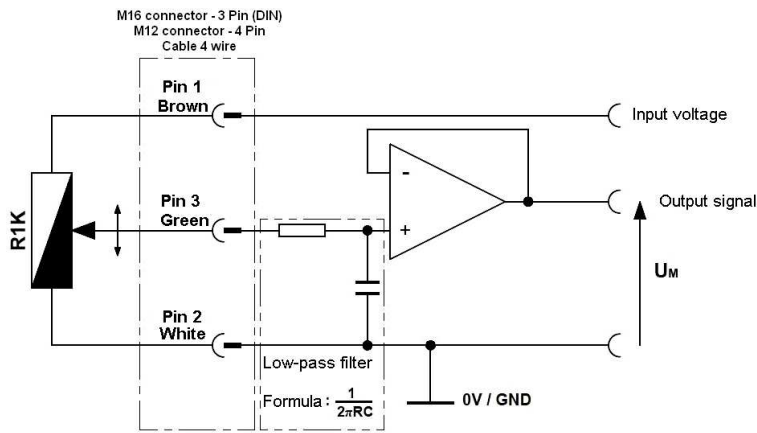 M16 connector - 3 Pin (DIN)
M12 connector - 4 Pin
Cable 4 wire
Pin 1
Brown
Input voltage
-
Pin 3
Green
+
Output signal
R1K
UM
Pin 2
White
Low-pass filter
Formula : 1
2πRC
0V / GND